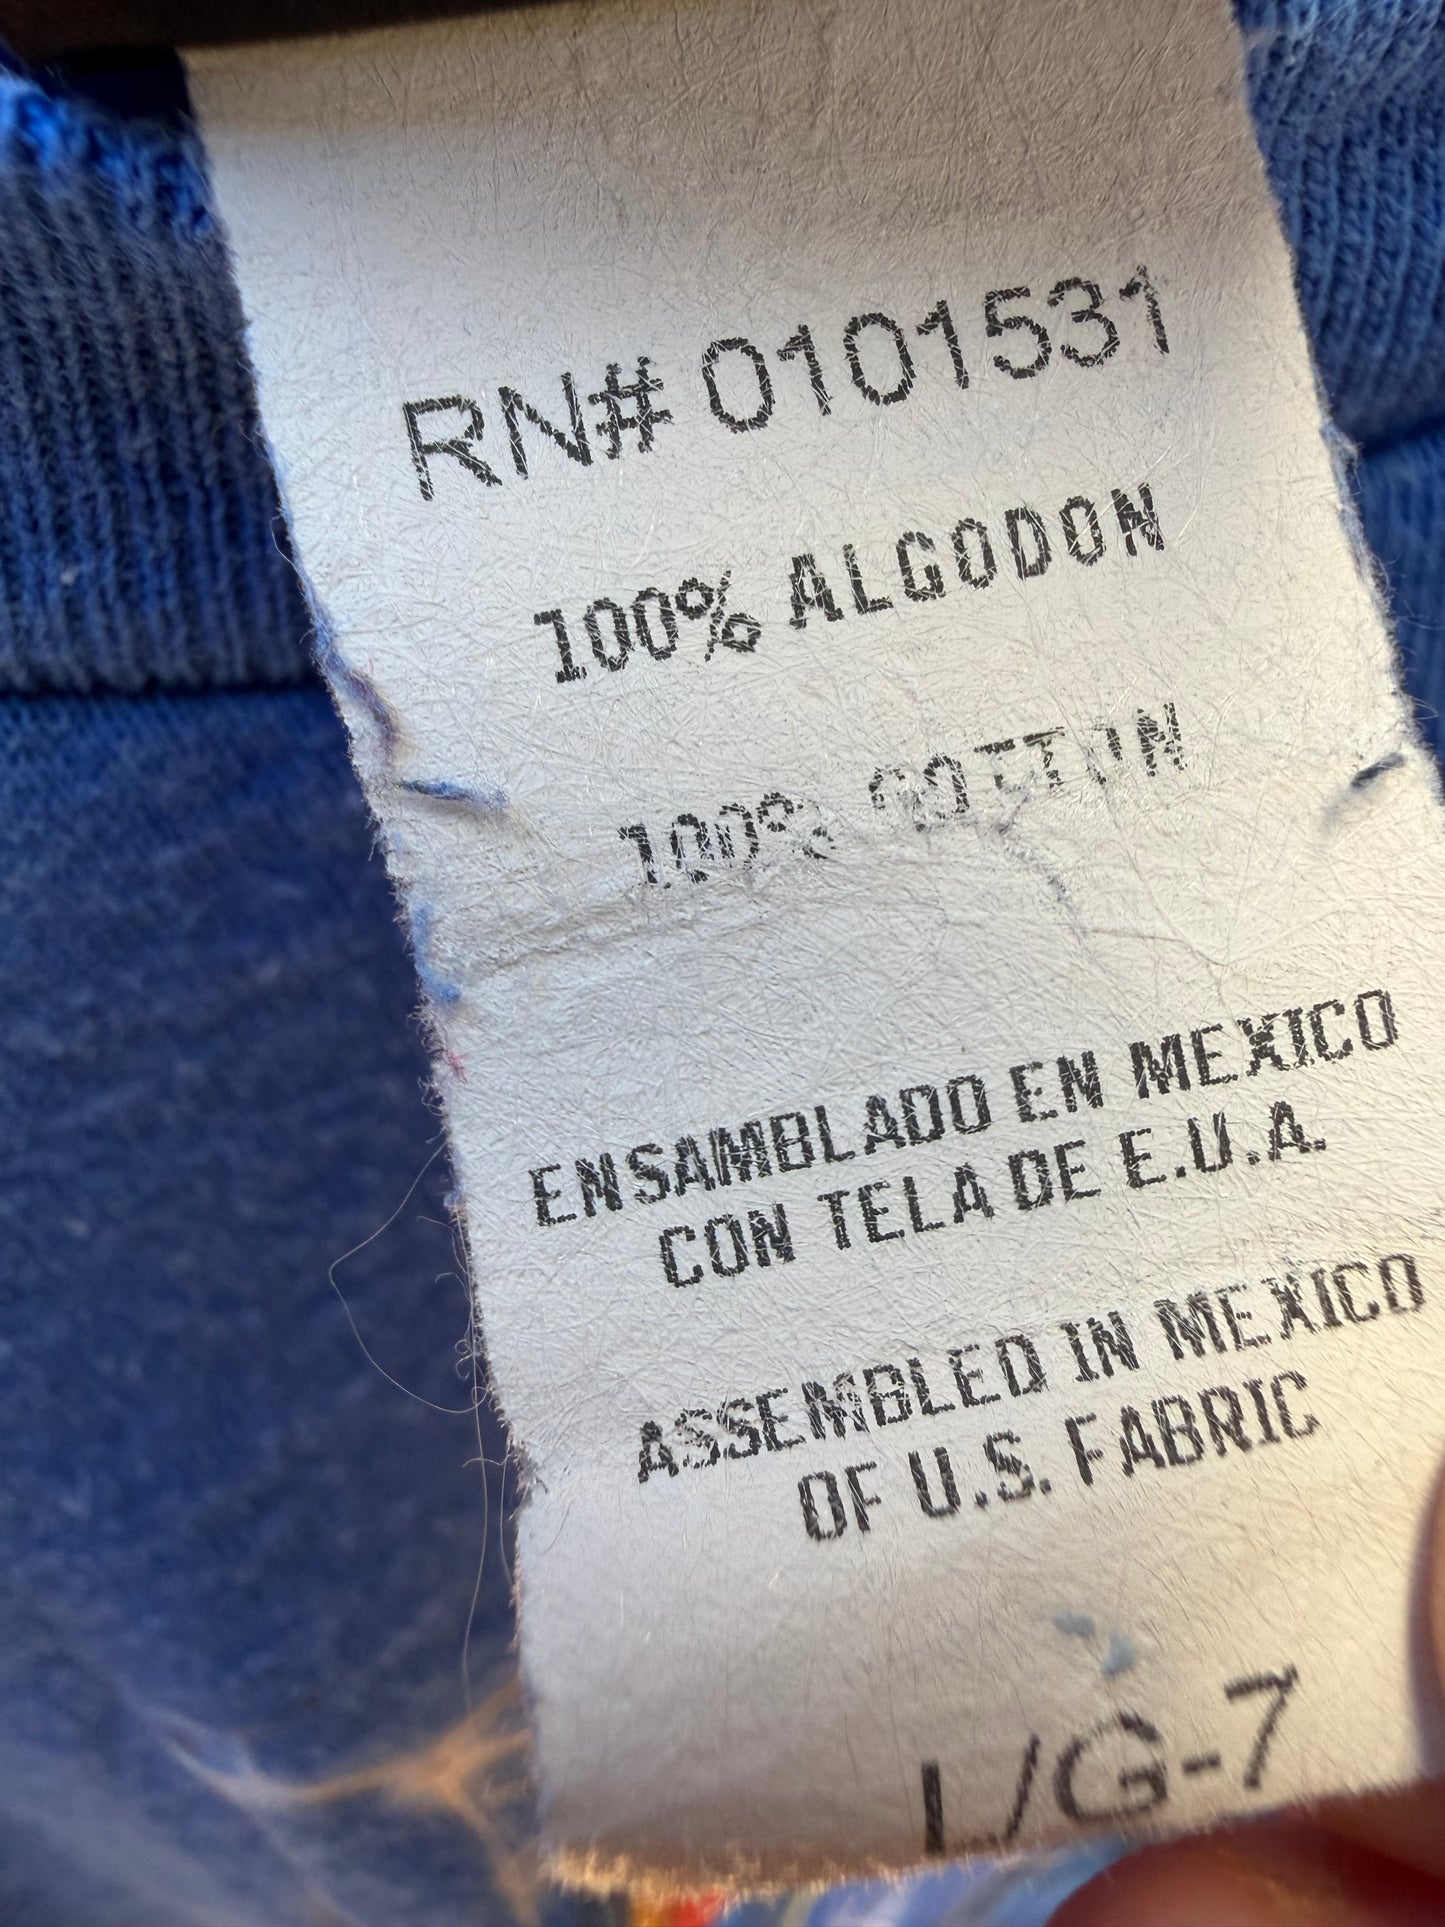 RN# 0101531
100% ALGODON
100% COTTON
ENSAMBLADO EN MEXICO
CON TELA DE E.U.A.
ASSEMBLED IN MEXICO
OF U.S. FABRIC
L/G-7